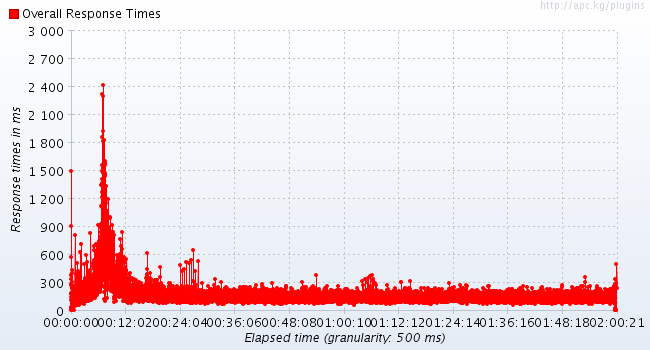 http://apc.kg/plugins
Overall Response Times
3 000
2 700
2 400
2 100
1 800
1 500
1 200
900
600
300
0
Response times in ms
00:00:00 00:12:02 00:24:04 00:36:06 00:48:08 01:00:10 01:12:12 01:24:14 01:36:16 01:48:18 02:00:21
Elapsed time (granularity: 500 ms)